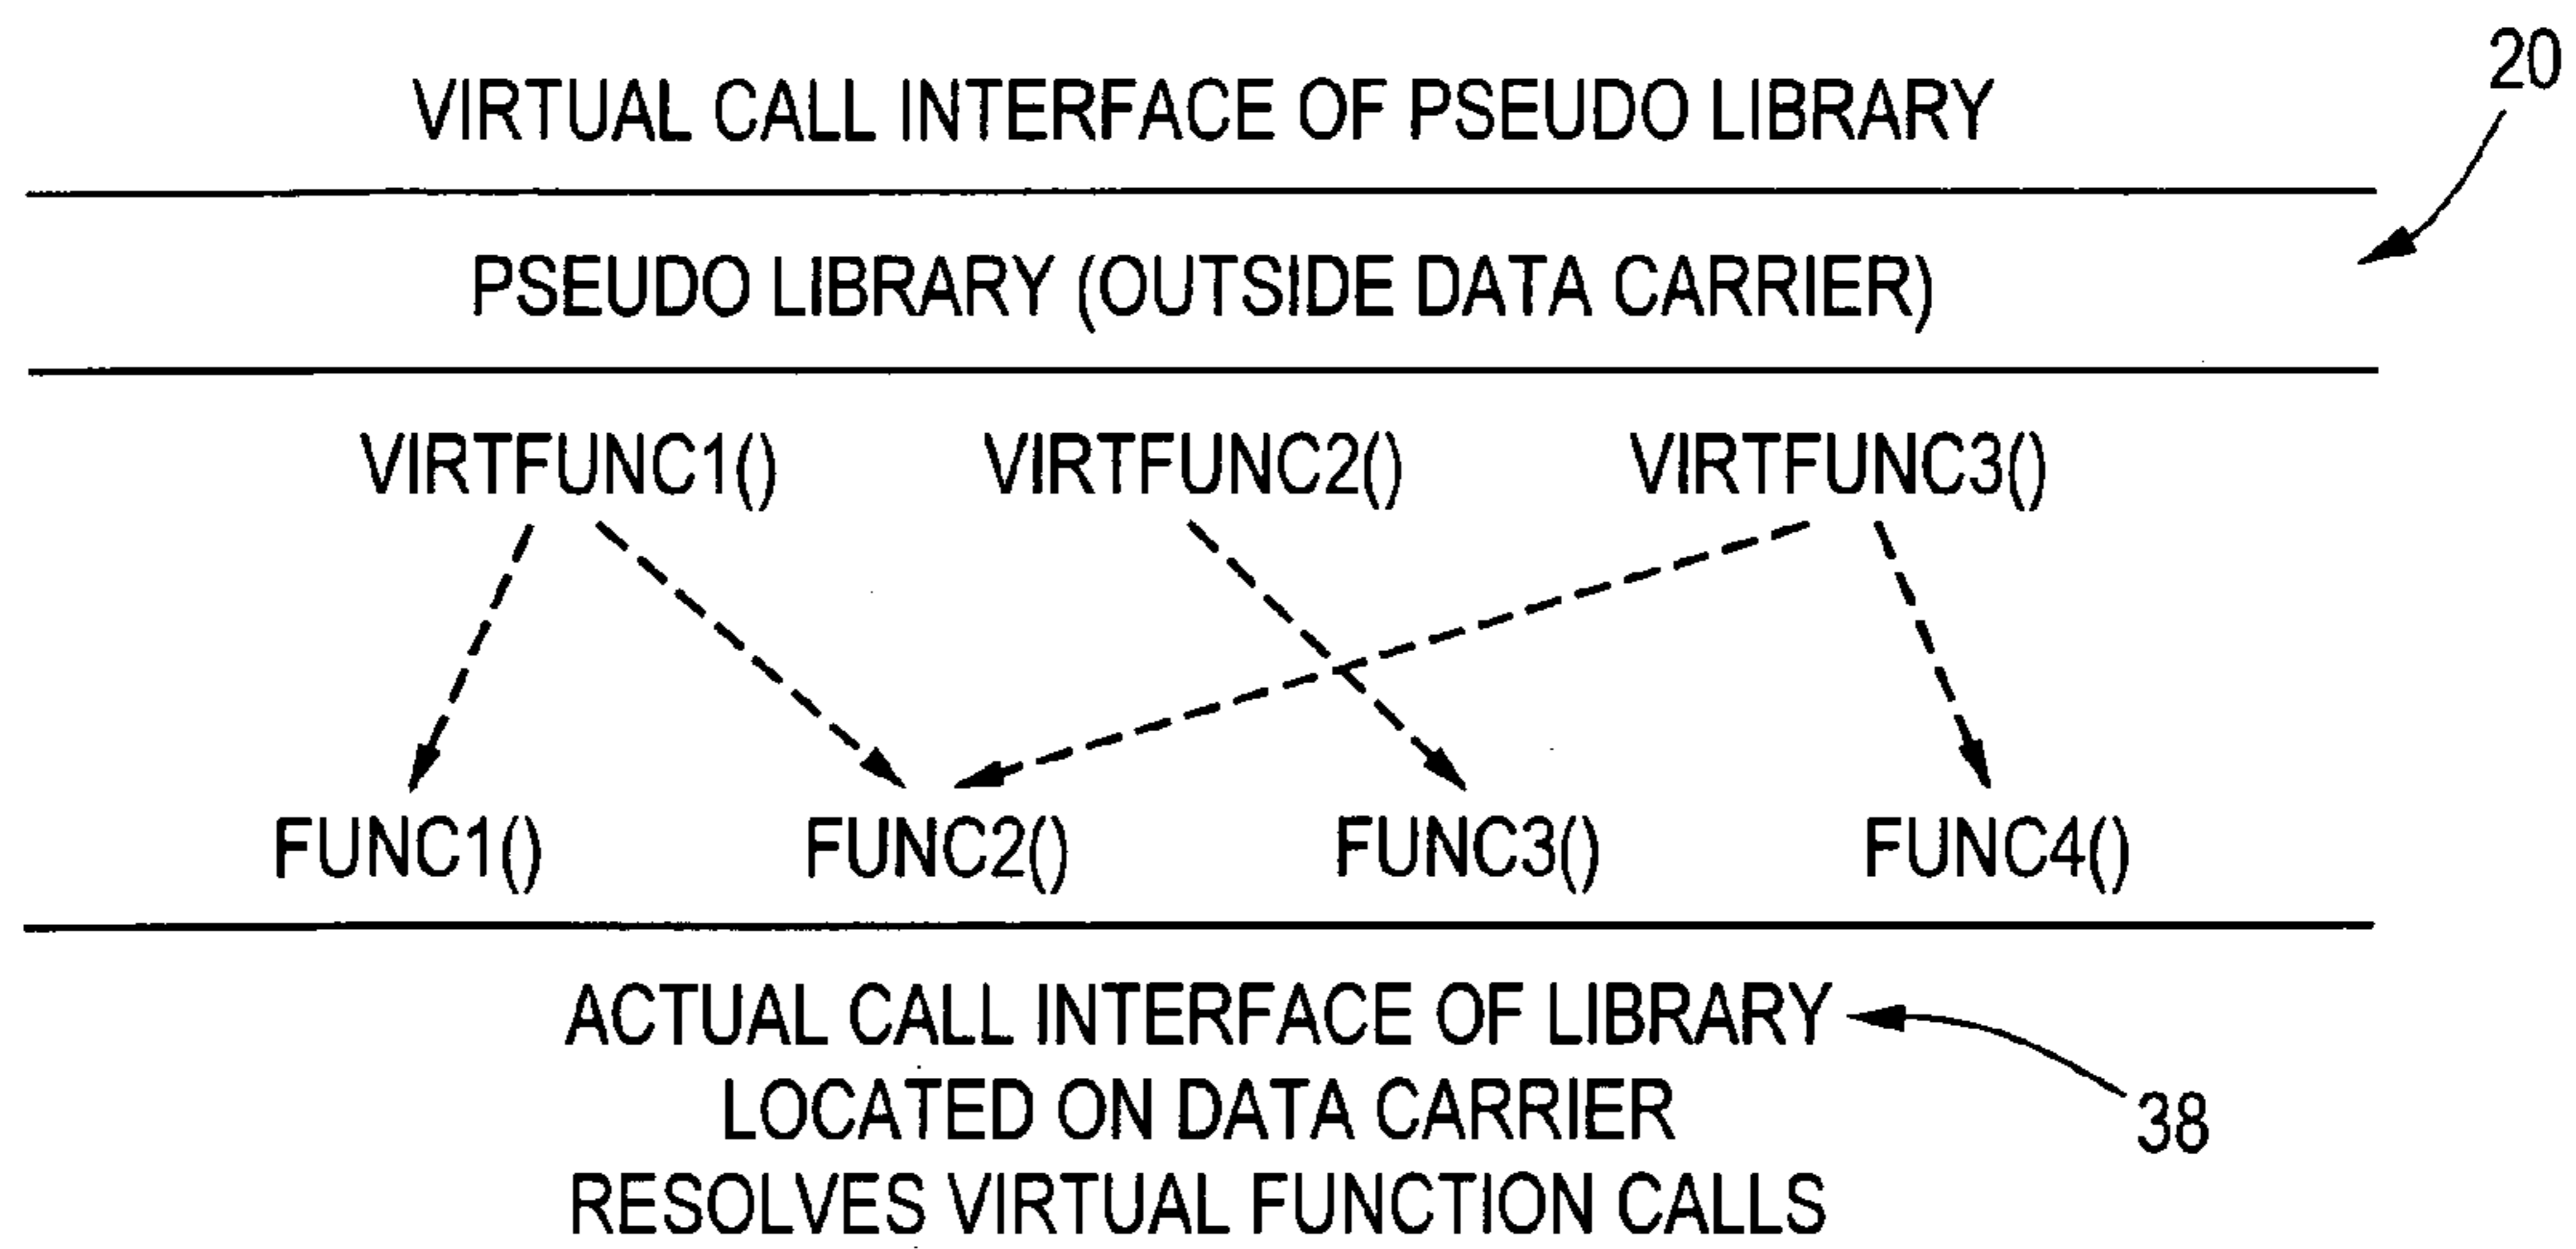 20
VIRTUAL CALL INTERFACE OF PSEUDO LIBRARY
PSEUDO LIBRARY (OUTSIDE DATA CARRIER)
VIRTFUNC1() VIRTFUNC2() VIRTFUNC3()
FUNC1() FUNC2() FUNC3() FUNC4()
ACTUAL CALL INTERFACE OF LIBRARY
LOCATED ON DATA CARRIER
38
RESOLVES VIRTUAL FUNCTION CALLS